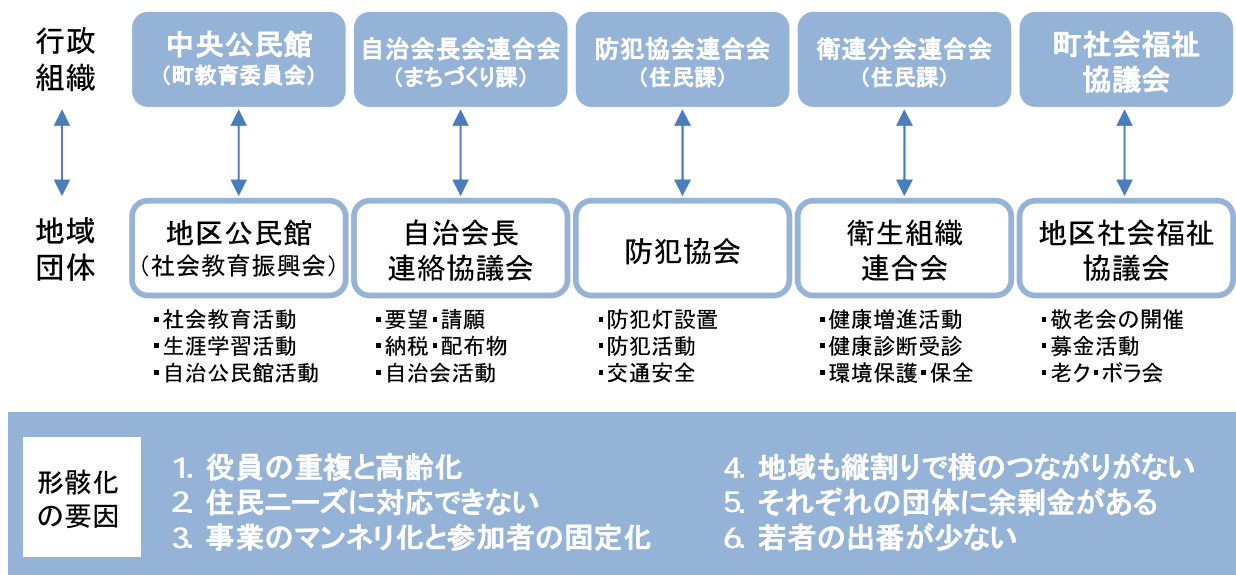 行政
組織
中央公民館
（町教育委員会）
自治会長会連合会
（まちづくり課）
防犯協会連合会
（住民課）
衛連分会連合会
（住民課）
町社会福祉
協議会
地域
団体
地区公民館
（社会教育振興会）
自治会長
連絡協議会
防犯協会
衛生組織
連合会
地区社会福祉
協議会
・社会教育活動
・生涯学習活動
・自治公民館活動
・要望・請願
・納税・配布物
・自治会活動
・防犯灯設置
・防犯活動
・交通安全
・健康増進活動
・健康診断受診
・環境保護・保全
・敬老会の開催
・募金活動
・老ク・ボラ会
形骸化
の要因
1. 役員の重複と高齢化
2. 住民ニーズに対応できない
3. 事業のマンネリ化と参加者の固定化
4. 地域も縦割りで横のつながりがない
5. それぞれの団体に余剰金がある
6. 若者の出番が少ない